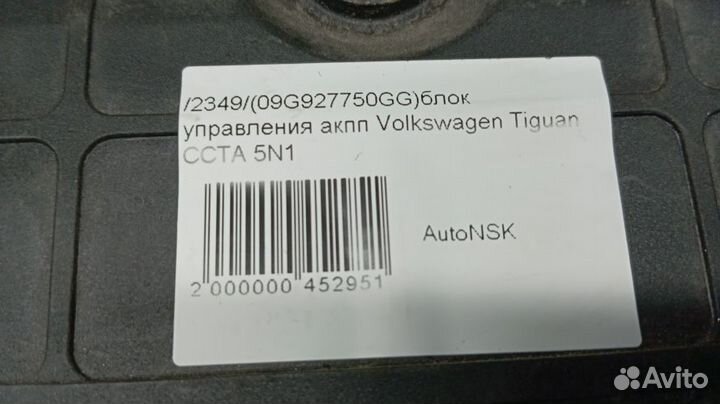 /2349/(09G927750GG)блок
управления акпп Volkswagen Tiguan
CCTA 5N1
AutoNSK
2 000000 452951
Avito